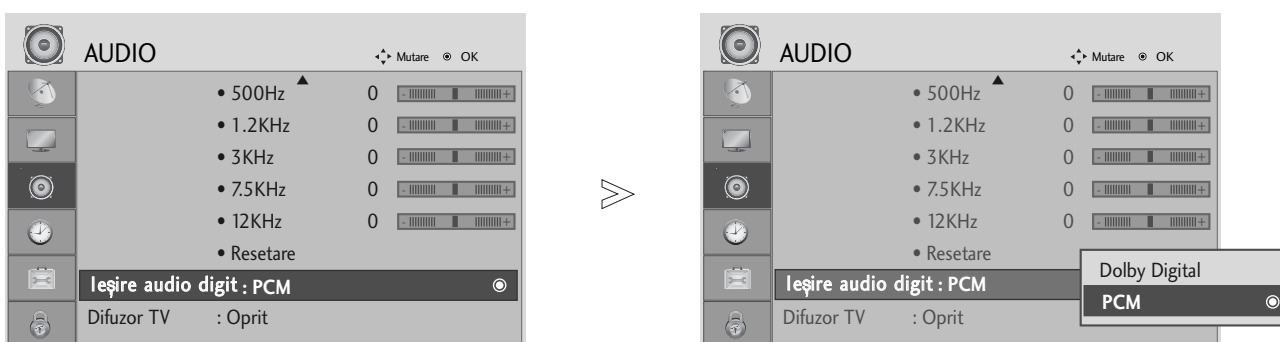 AUDIO
Mutare OK
• 500Hz 0 - +
• 1.2KHz 0 - +
• 3KHz 0 - +
• 7.5KHz 0 - +
• 12KHz 0 - +
• Resetare
Ieşire audio digit : PCM
Difuzor TV : Oprit
>
AUDIO
Mutare OK
• 500Hz 0 - +
• 1.2KHz 0 - +
• 3KHz 0 - +
• 7.5KHz 0 - +
• 12KHz 0 - +
• Resetare
Ieşire audio digit : PCM
Difuzor TV : Oprit
Dolby Digital
PCM